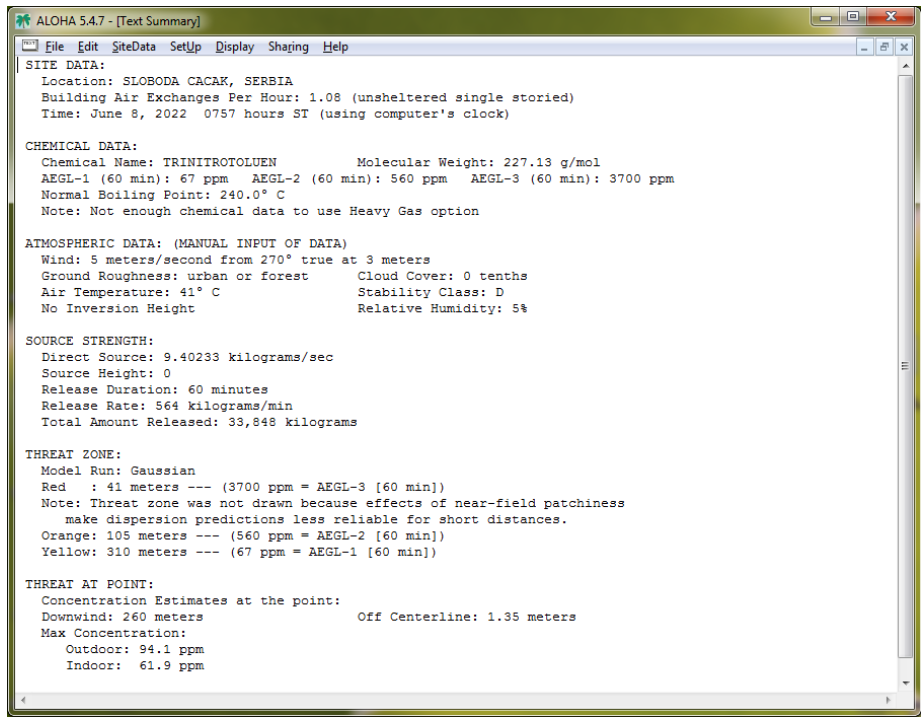 ALOHA 5.4.7 - [Text Summary]
File Edit SiteData SetUp Display Sharing Help
SITE DATA:
Location: SLOBODA CACAK, SERBIA
Building Air Exchanges Per Hour: 1.08 (unsheltered single storied)
Time: June 8, 2022 0757 hours ST (using computer's clock)
CHEMICAL DATA:
Chemical Name: TRINITROTOLUEN Molecular Weight: 227.13 g/mol
AEGL-1 (60 min): 67 ppm AEGL-2 (60 min): 560 ppm AEGL-3 (60 min): 3700 ppm
Normal Boiling Point: 240.0° C
Note: Not enough chemical data to use Heavy Gas option
ATMOSPHERIC DATA: (MANUAL INPUT OF DATA)
Wind: 5 meters/second from 270° true at 3 meters
Ground Roughness: urban or forest Cloud Cover: 0 tenths
Air Temperature: 41° C Stability Class: D
No Inversion Height Relative Humidity: 5%
SOURCE STRENGTH:
Direct Source: 9.40233 kilograms/sec
Source Height: 0
Release Duration: 60 minutes
Release Rate: 564 kilograms/min
Total Amount Released: 33,848 kilograms
THREAT ZONE:
Model Run: Gaussian
Red : 41 meters --- (3700 ppm = AEGL-3 [60 min])
Note: Threat zone was not drawn because effects of near-field patchiness
make dispersion predictions less reliable for short distances.
Orange: 105 meters --- (560 ppm = AEGL-2 [60 min])
Yellow: 310 meters --- (67 ppm = AEGL-1 [60 min])
THREAT AT POINT:
Concentration Estimates at the point:
Downwind: 260 meters Off Centerline: 1.35 meters
Max Concentration:
Outdoor: 94.1 ppm
Indoor: 61.9 ppm